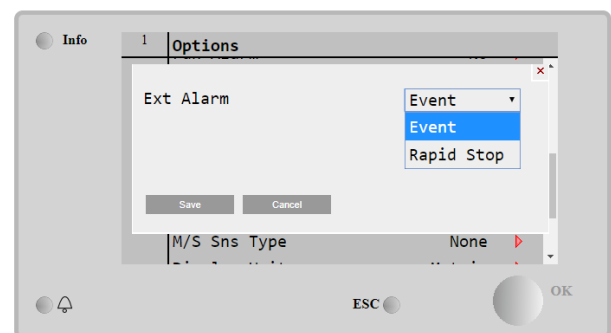 Info
1 Options
Ext Alarm Event
Event
Rapid Stop
Save Cancel
M/S Sns Type None
ESC
OK